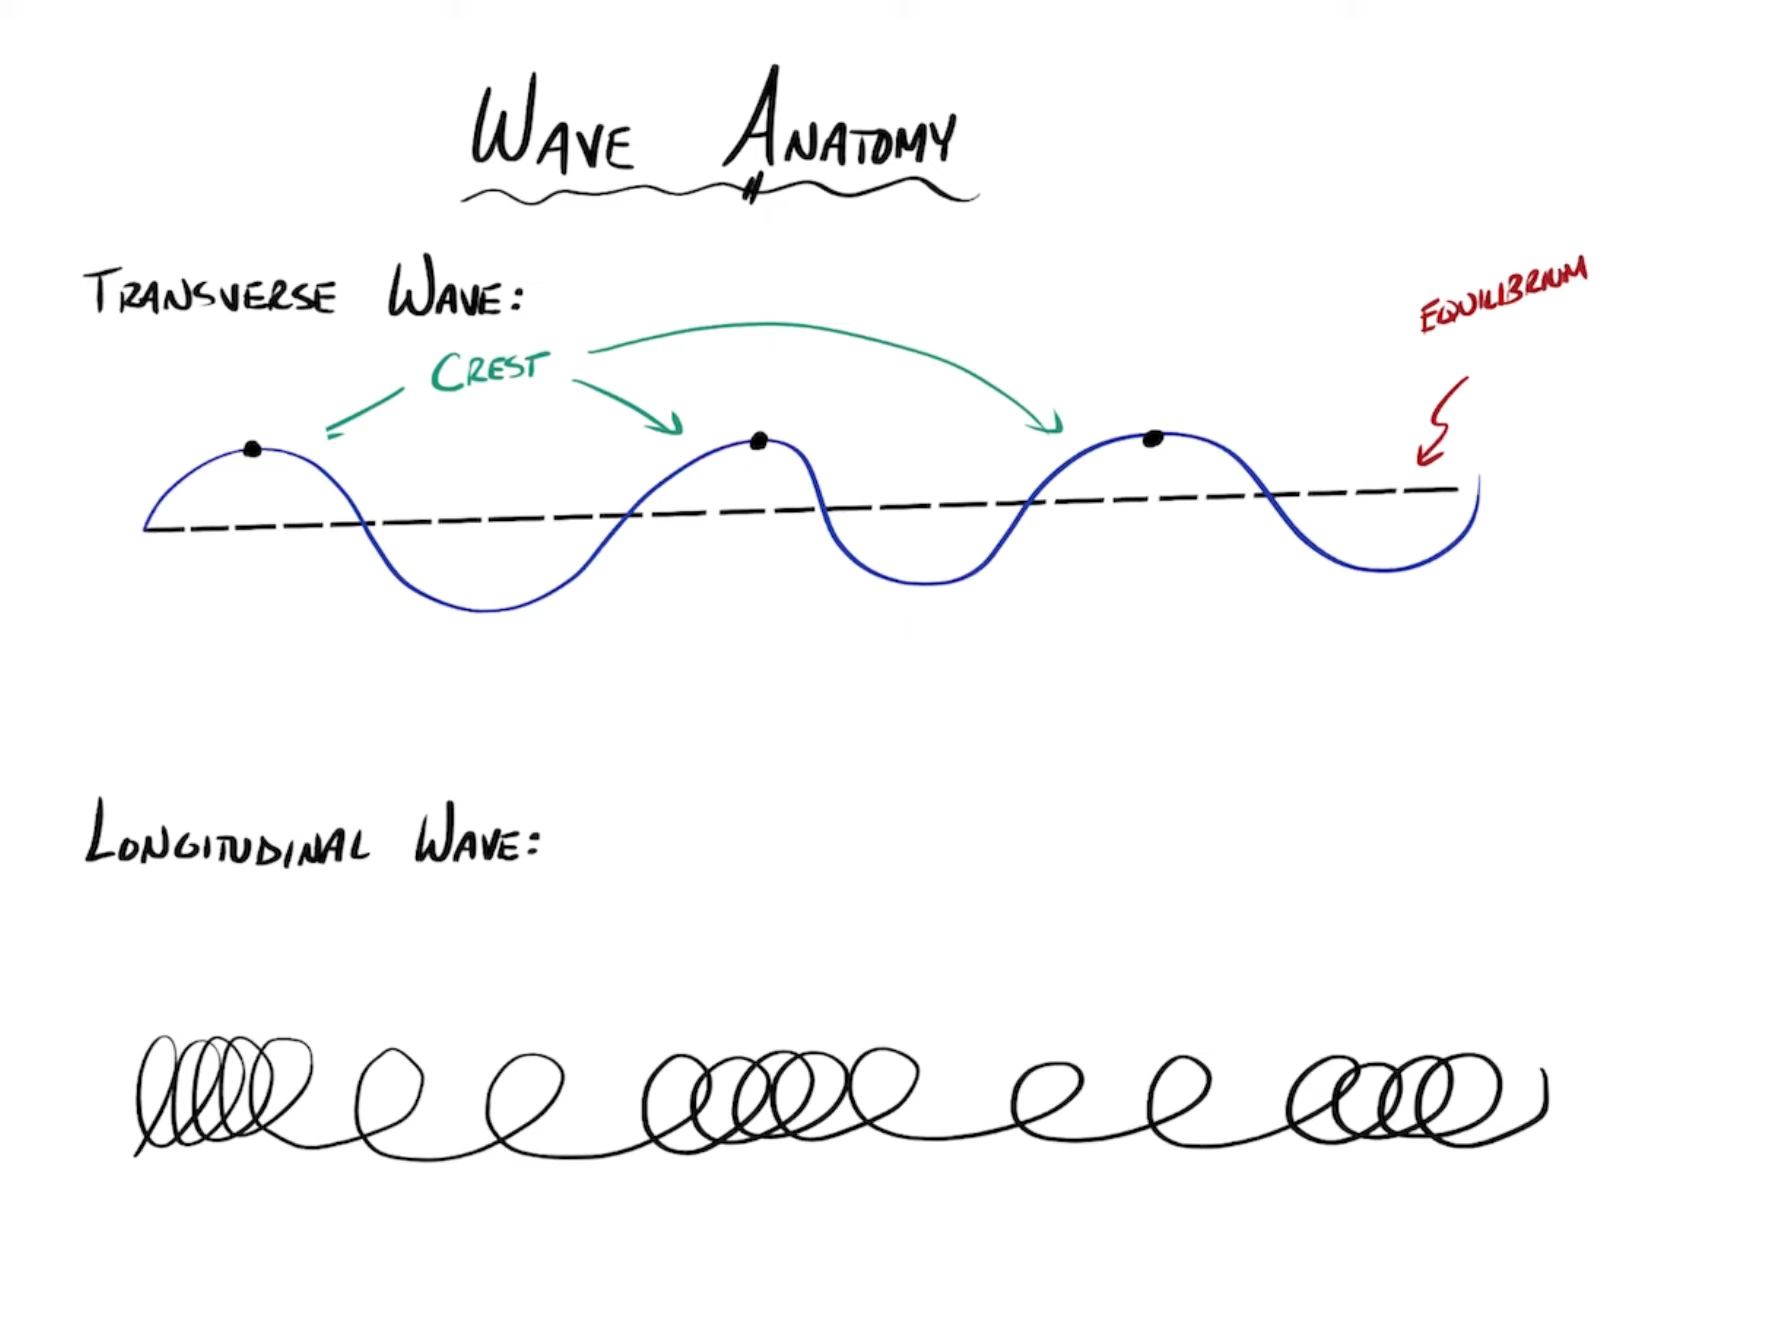 WAVE ANATOMY
TRANSVERSE WAVE:
EQUILIBRIUM
CREST
LONGITUDINAL WAVE: